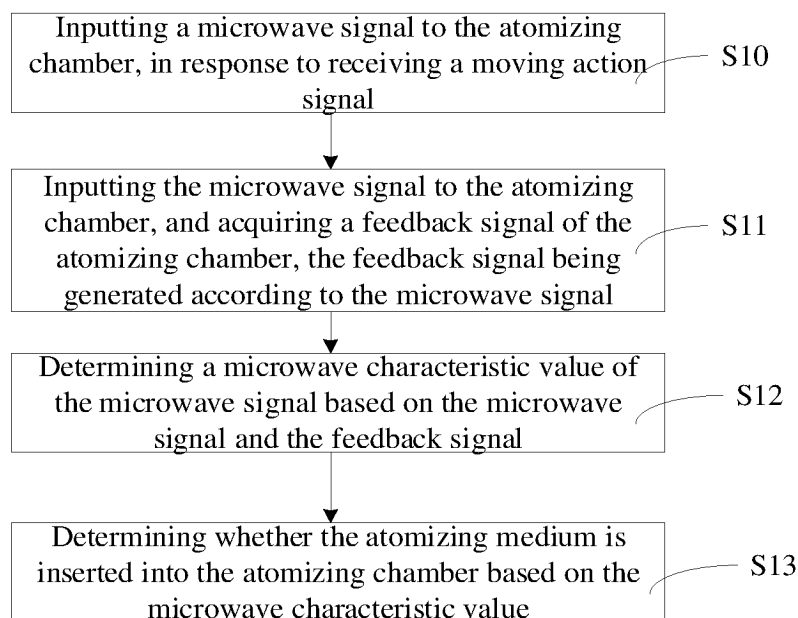 Inputting a microwave signal to the atomizing
chamber, in response to receiving a moving action
signal
S10
Inputting the microwave signal to the atomizing
chamber, and acquiring a feedback signal of the
atomizing chamber, the feedback signal being
generated according to the microwave signal
S11
Determining a microwave characteristic value of
the microwave signal based on the microwave
signal and the feedback signal
S12
Determining whether the atomizing medium is
inserted into the atomizing chamber based on the
microwave characteristic value
S13